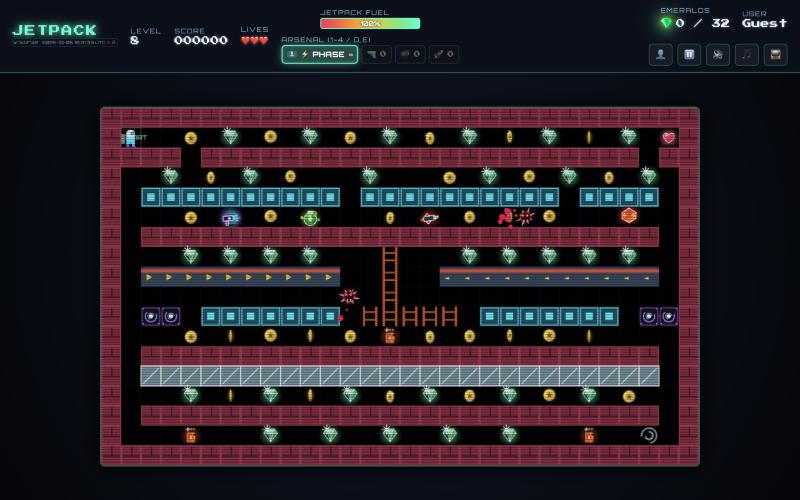 JETPACK
LEVEL
8
SCORE
000000
LIVES
JETPACK FUEL
100%
ARSENAL (1-4 / Q,E)
1 PHASE ∞
0
0
0
EMERALDS
0 / 32
USER
Guest